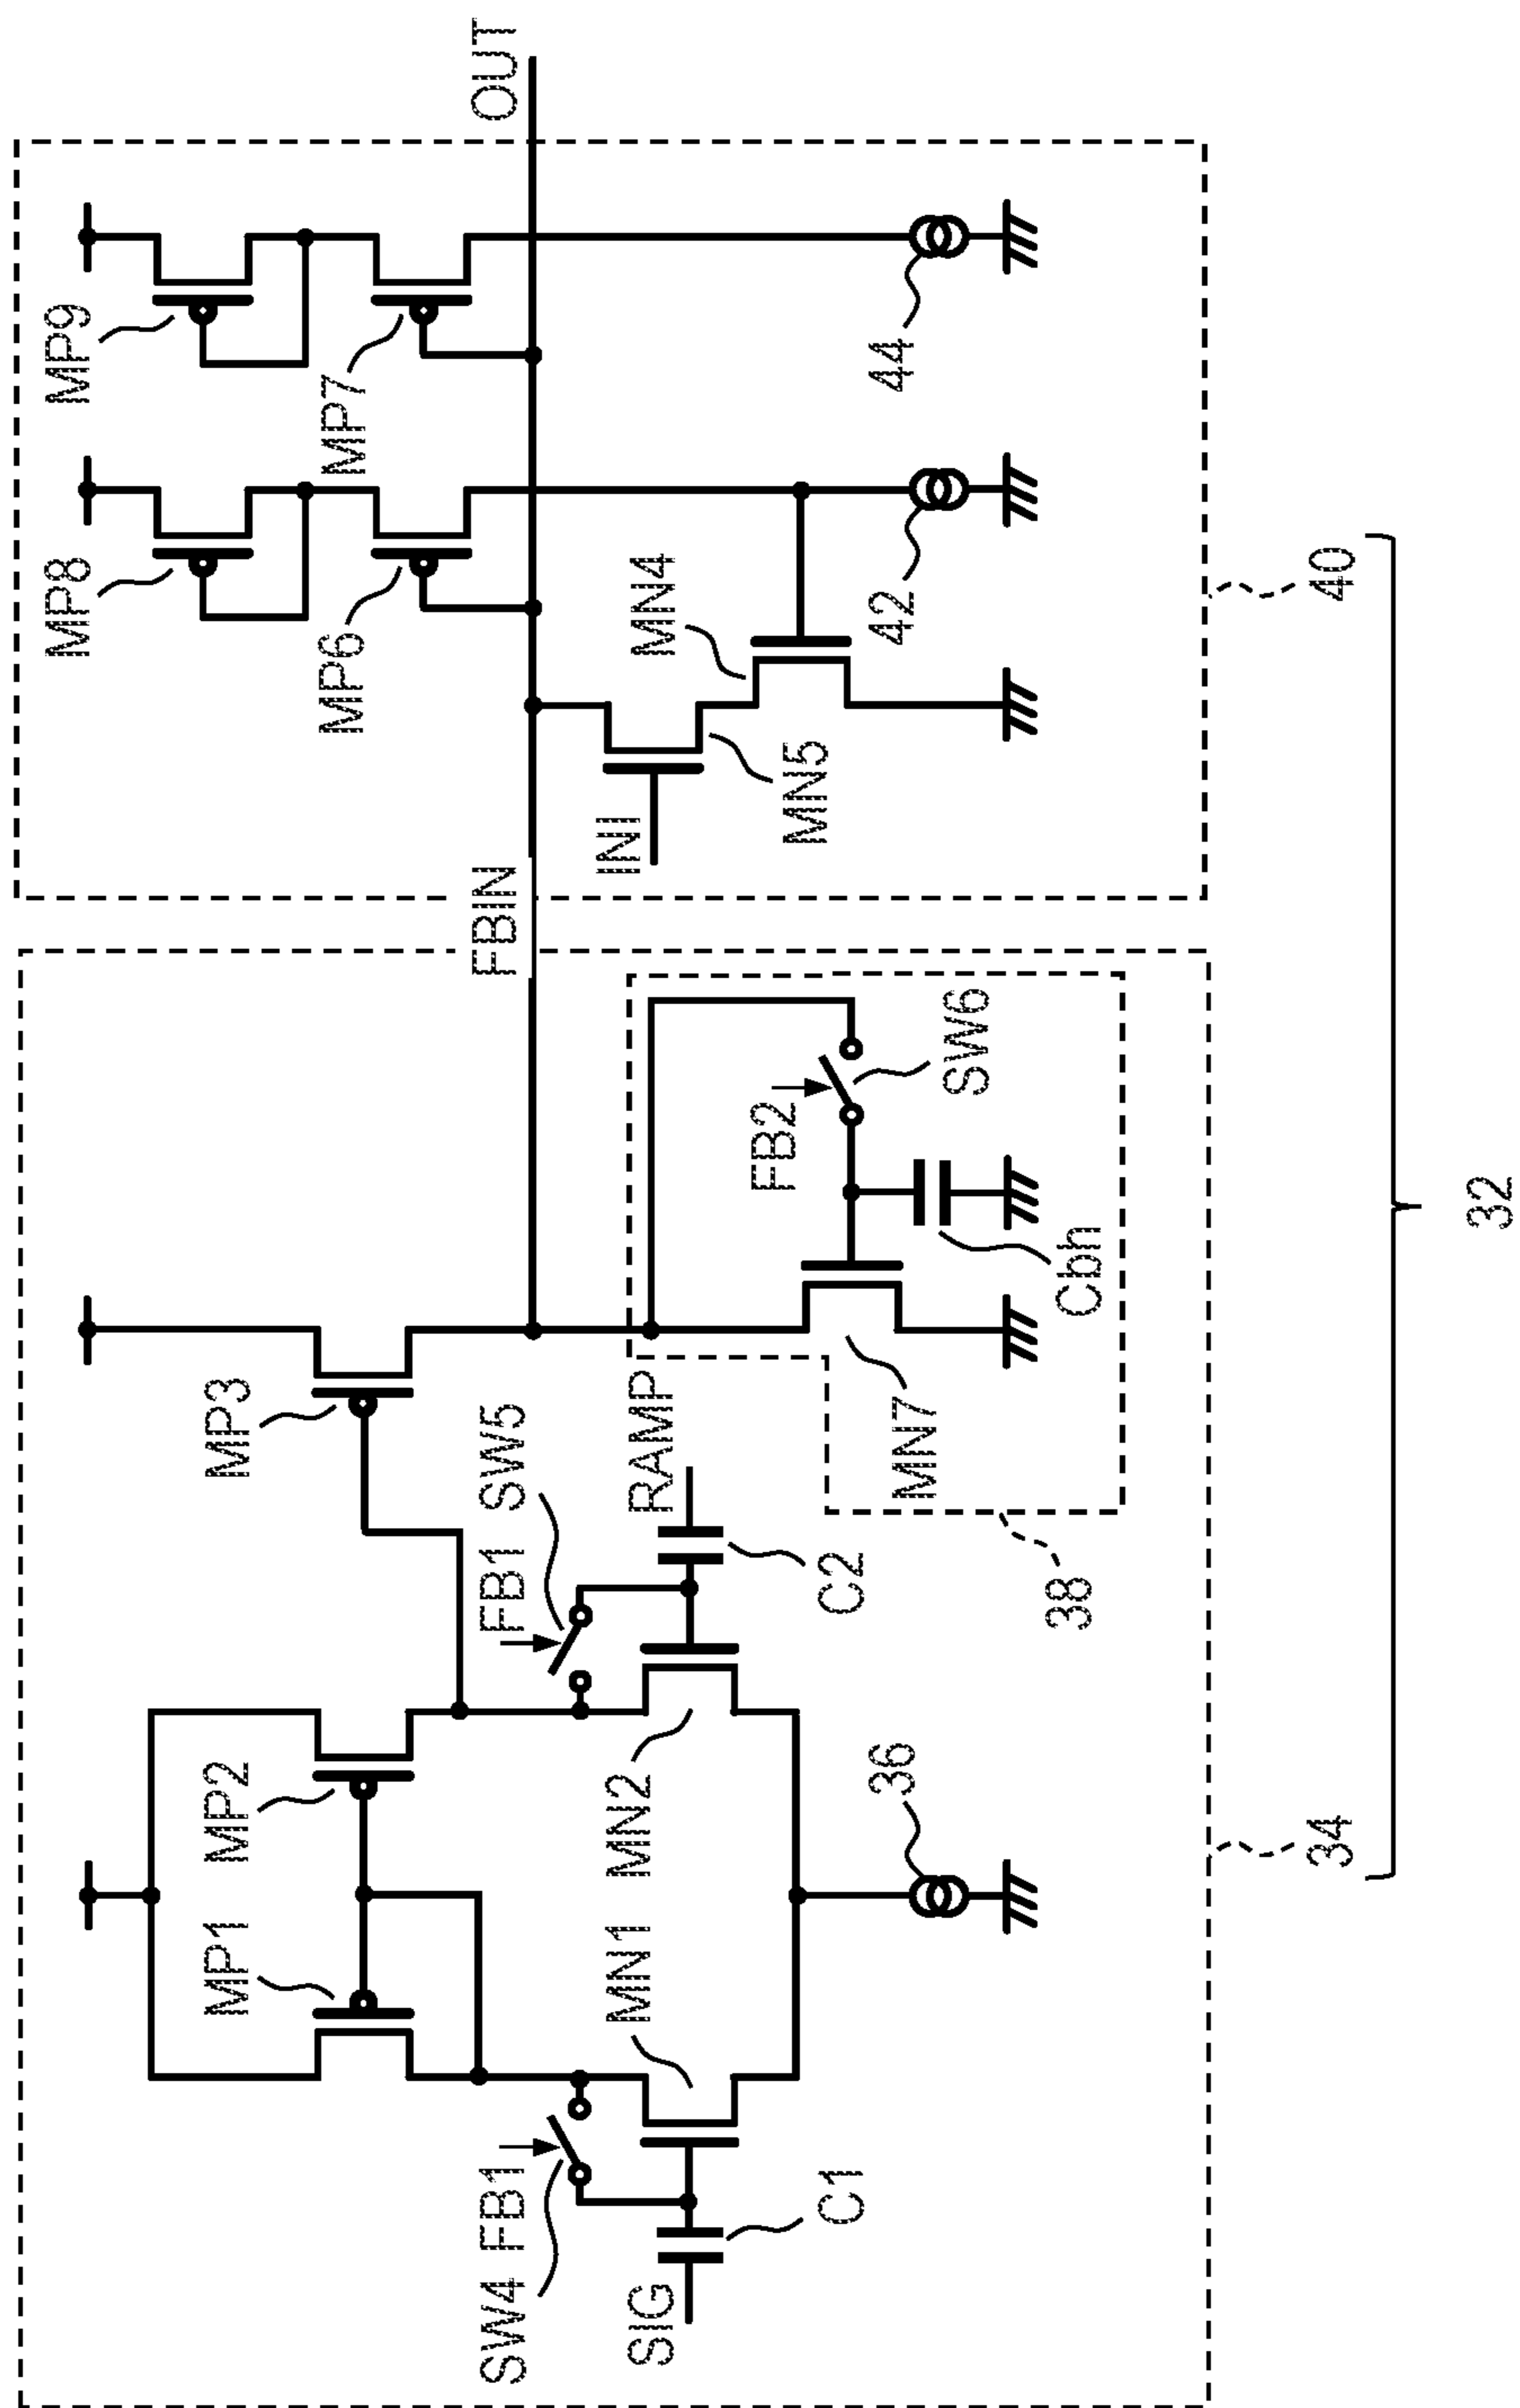 MP1
MP2
MP3
MP8
MP9
MP6
MP7
SW4
FB1
FB1
SW5
FBIN
OUT
SIG
MN1
MN2
RAMP
INI
MN4
C1
C2
FB2
MN5
36
MN7
SW6
42
44
38
Cbh
34
40
32